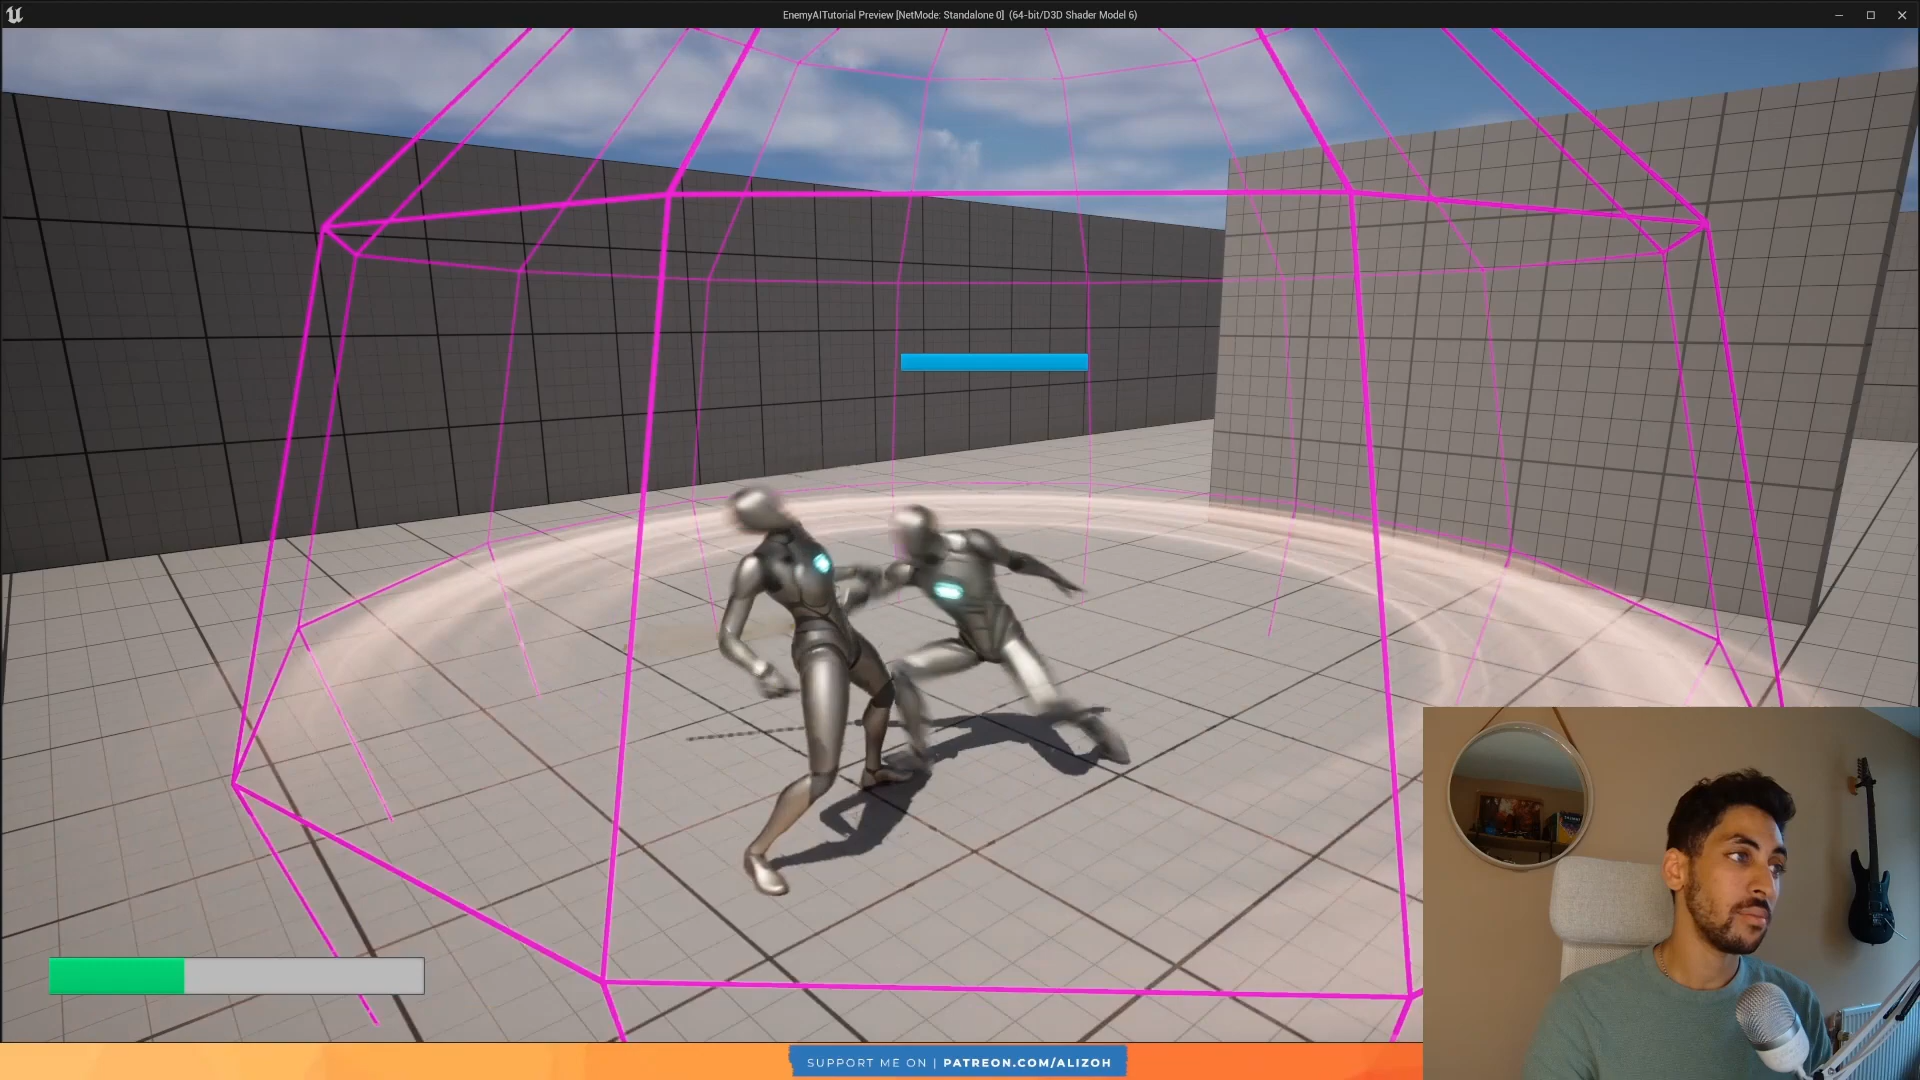 EnemyAITutorial Preview [NetMode: Standalone 0] (64-bit/D3D Shader Model 6)
SUPPORT ME ON | PATREON.COM/ALIZOH